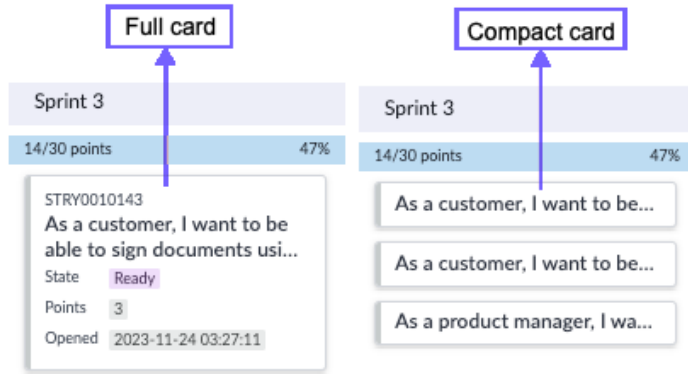 Full card
Sprint 3
14/30 points 47%
STRY0010143
As a customer, I want to be
able to sign documents usi...
State Ready
Points 3
Opened 2023-11-24 03:27:11
Compact card
Sprint 3
14/30 points 47%
As a customer, I want to be...
As a customer, I want to be...
As a product manager, I wa...